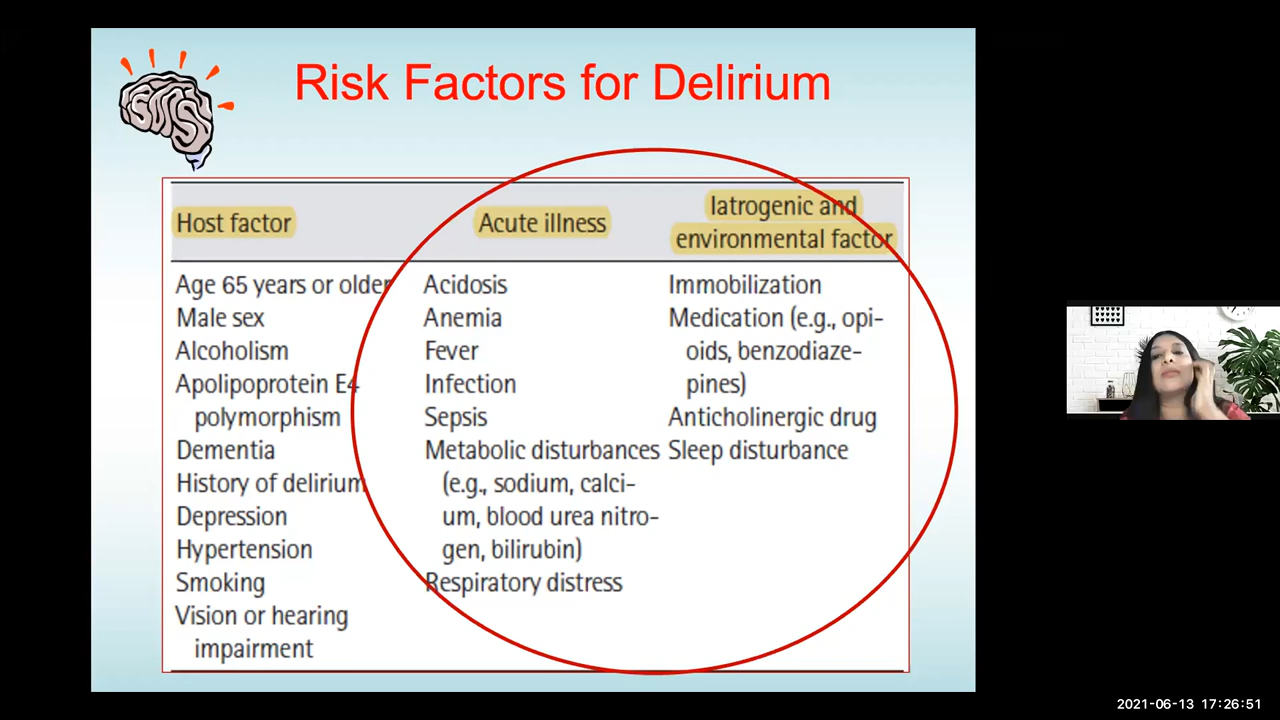 Risk Factors for Delirium
Host factor
Age 65 years or older
Male sex
Alcoholism
Apolipoprotein E4
polymorphism
Dementia
History of delirium
Depression
Hypertension
Smoking
Vision or hearing
impairment
Acute illness
Acidosis
Anemia
Fever
Infection
Sepsis
Metabolic disturbances
(e.g., sodium, calci-
um, blood urea nitro-
gen, bilirubin)
Respiratory distress
Iatrogenic and
environmental factor
Immobilization
Medication (e.g., opi-
oids, benzodiaze-
pines)
Anticholinergic drug
Sleep disturbance
2021-06-13 17:26:51